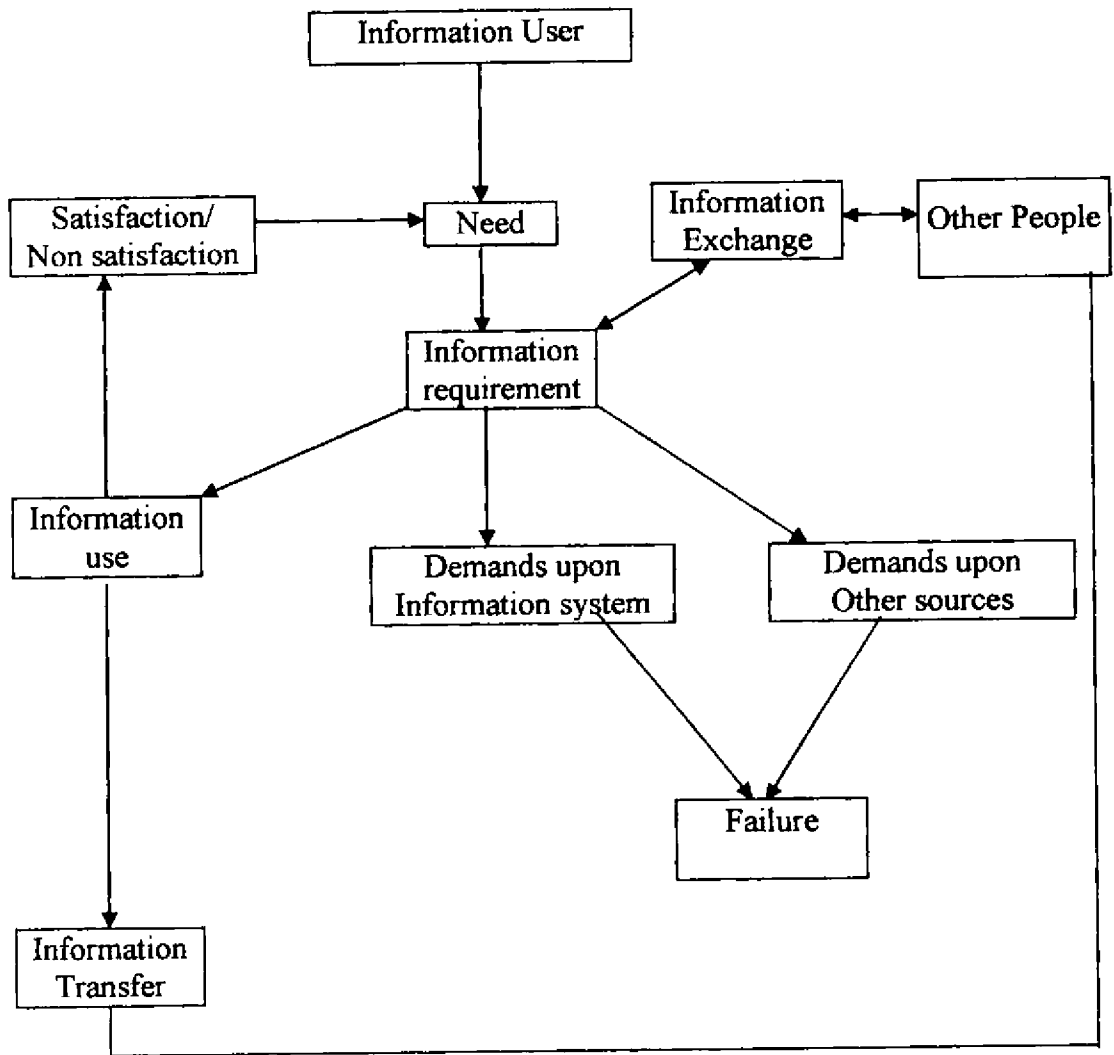 Information User
Satisfaction/
Non satisfaction
Need
Information
Exchange
Other People
Information
requirement
Information
use
Demands upon
Information system
Demands upon
Other sources
Failure
Information
Transfer